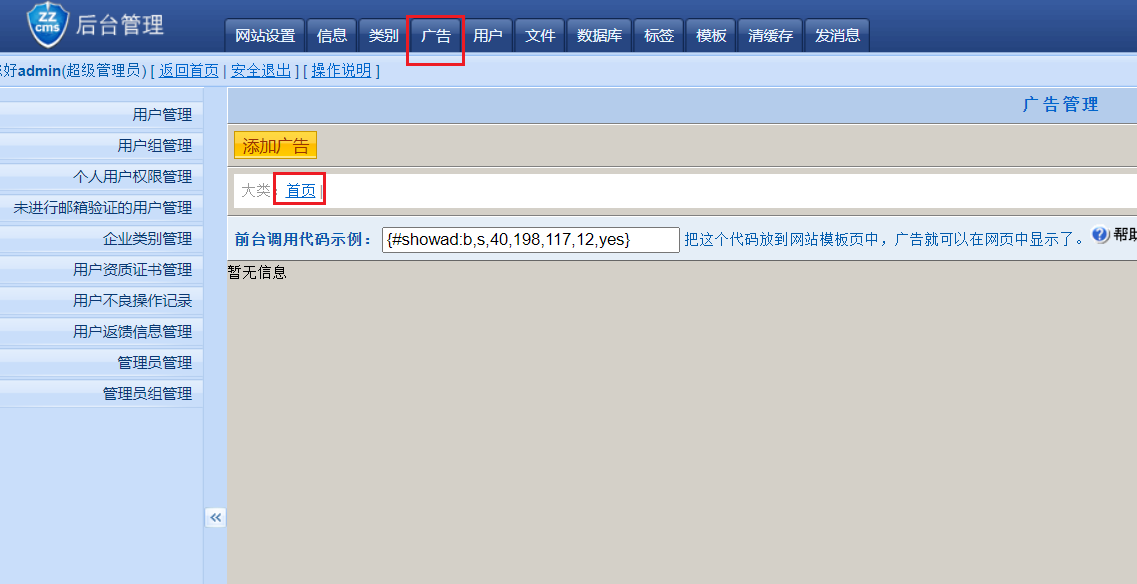 ZZ cms 后台管理 网站设置 信息 类别 广告 用户 文件 数据库 标签 模板 清缓存 发消息
好admin(超级管理员) [ 返回首页 | 安全退出 ] [ 操作说明 ]
用户管理
用户组管理
个人用户权限管理
未进行邮箱验证的用户管理
企业类别管理
用户资质证书管理
用户不良操作记录
用户返馈信息管理
管理员管理
管理员组管理
广告管理
添加广告
大类: 首页 |
前台调用代码示例: {#showad:b,s,40,198,117,12,yes} 把这个代码放到网站模板页中，广告就可以在网页中显示了。 帮助
暂无信息